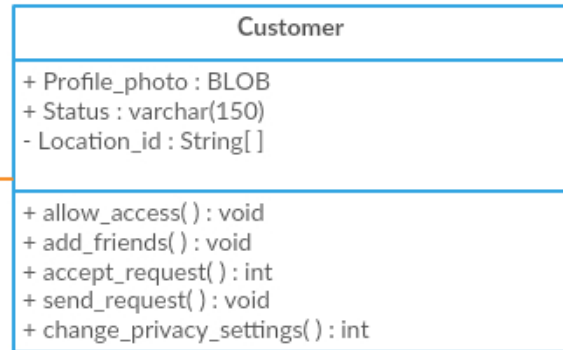 Customer
+ Profile_photo : BLOB
+ Status : varchar(150)
- Location_id : String[ ]
+ allow_access( ) : void
+ add_friends( ) : void
+ accept_request( ) : int
+ send_request( ) : void
+ change_privacy_settings( ) : int